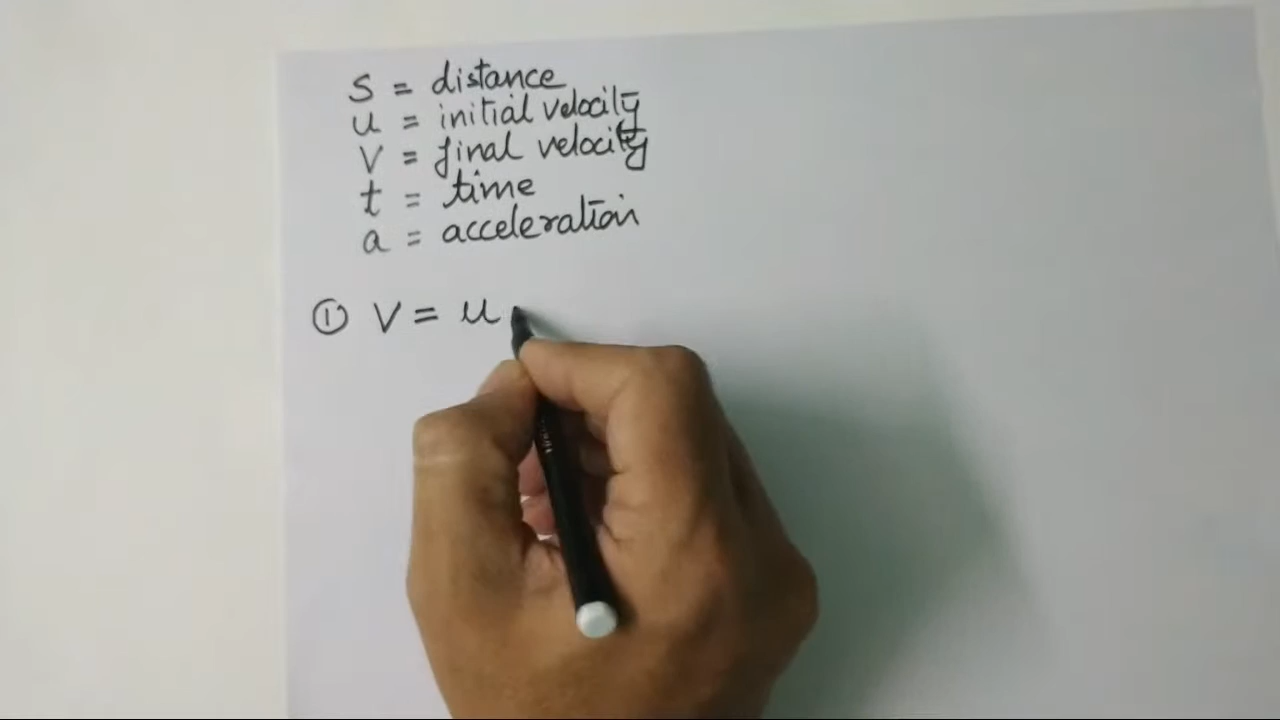 s = distance
u = initial velocity
v = final velocity
t = time
a = acceleration
① v = u